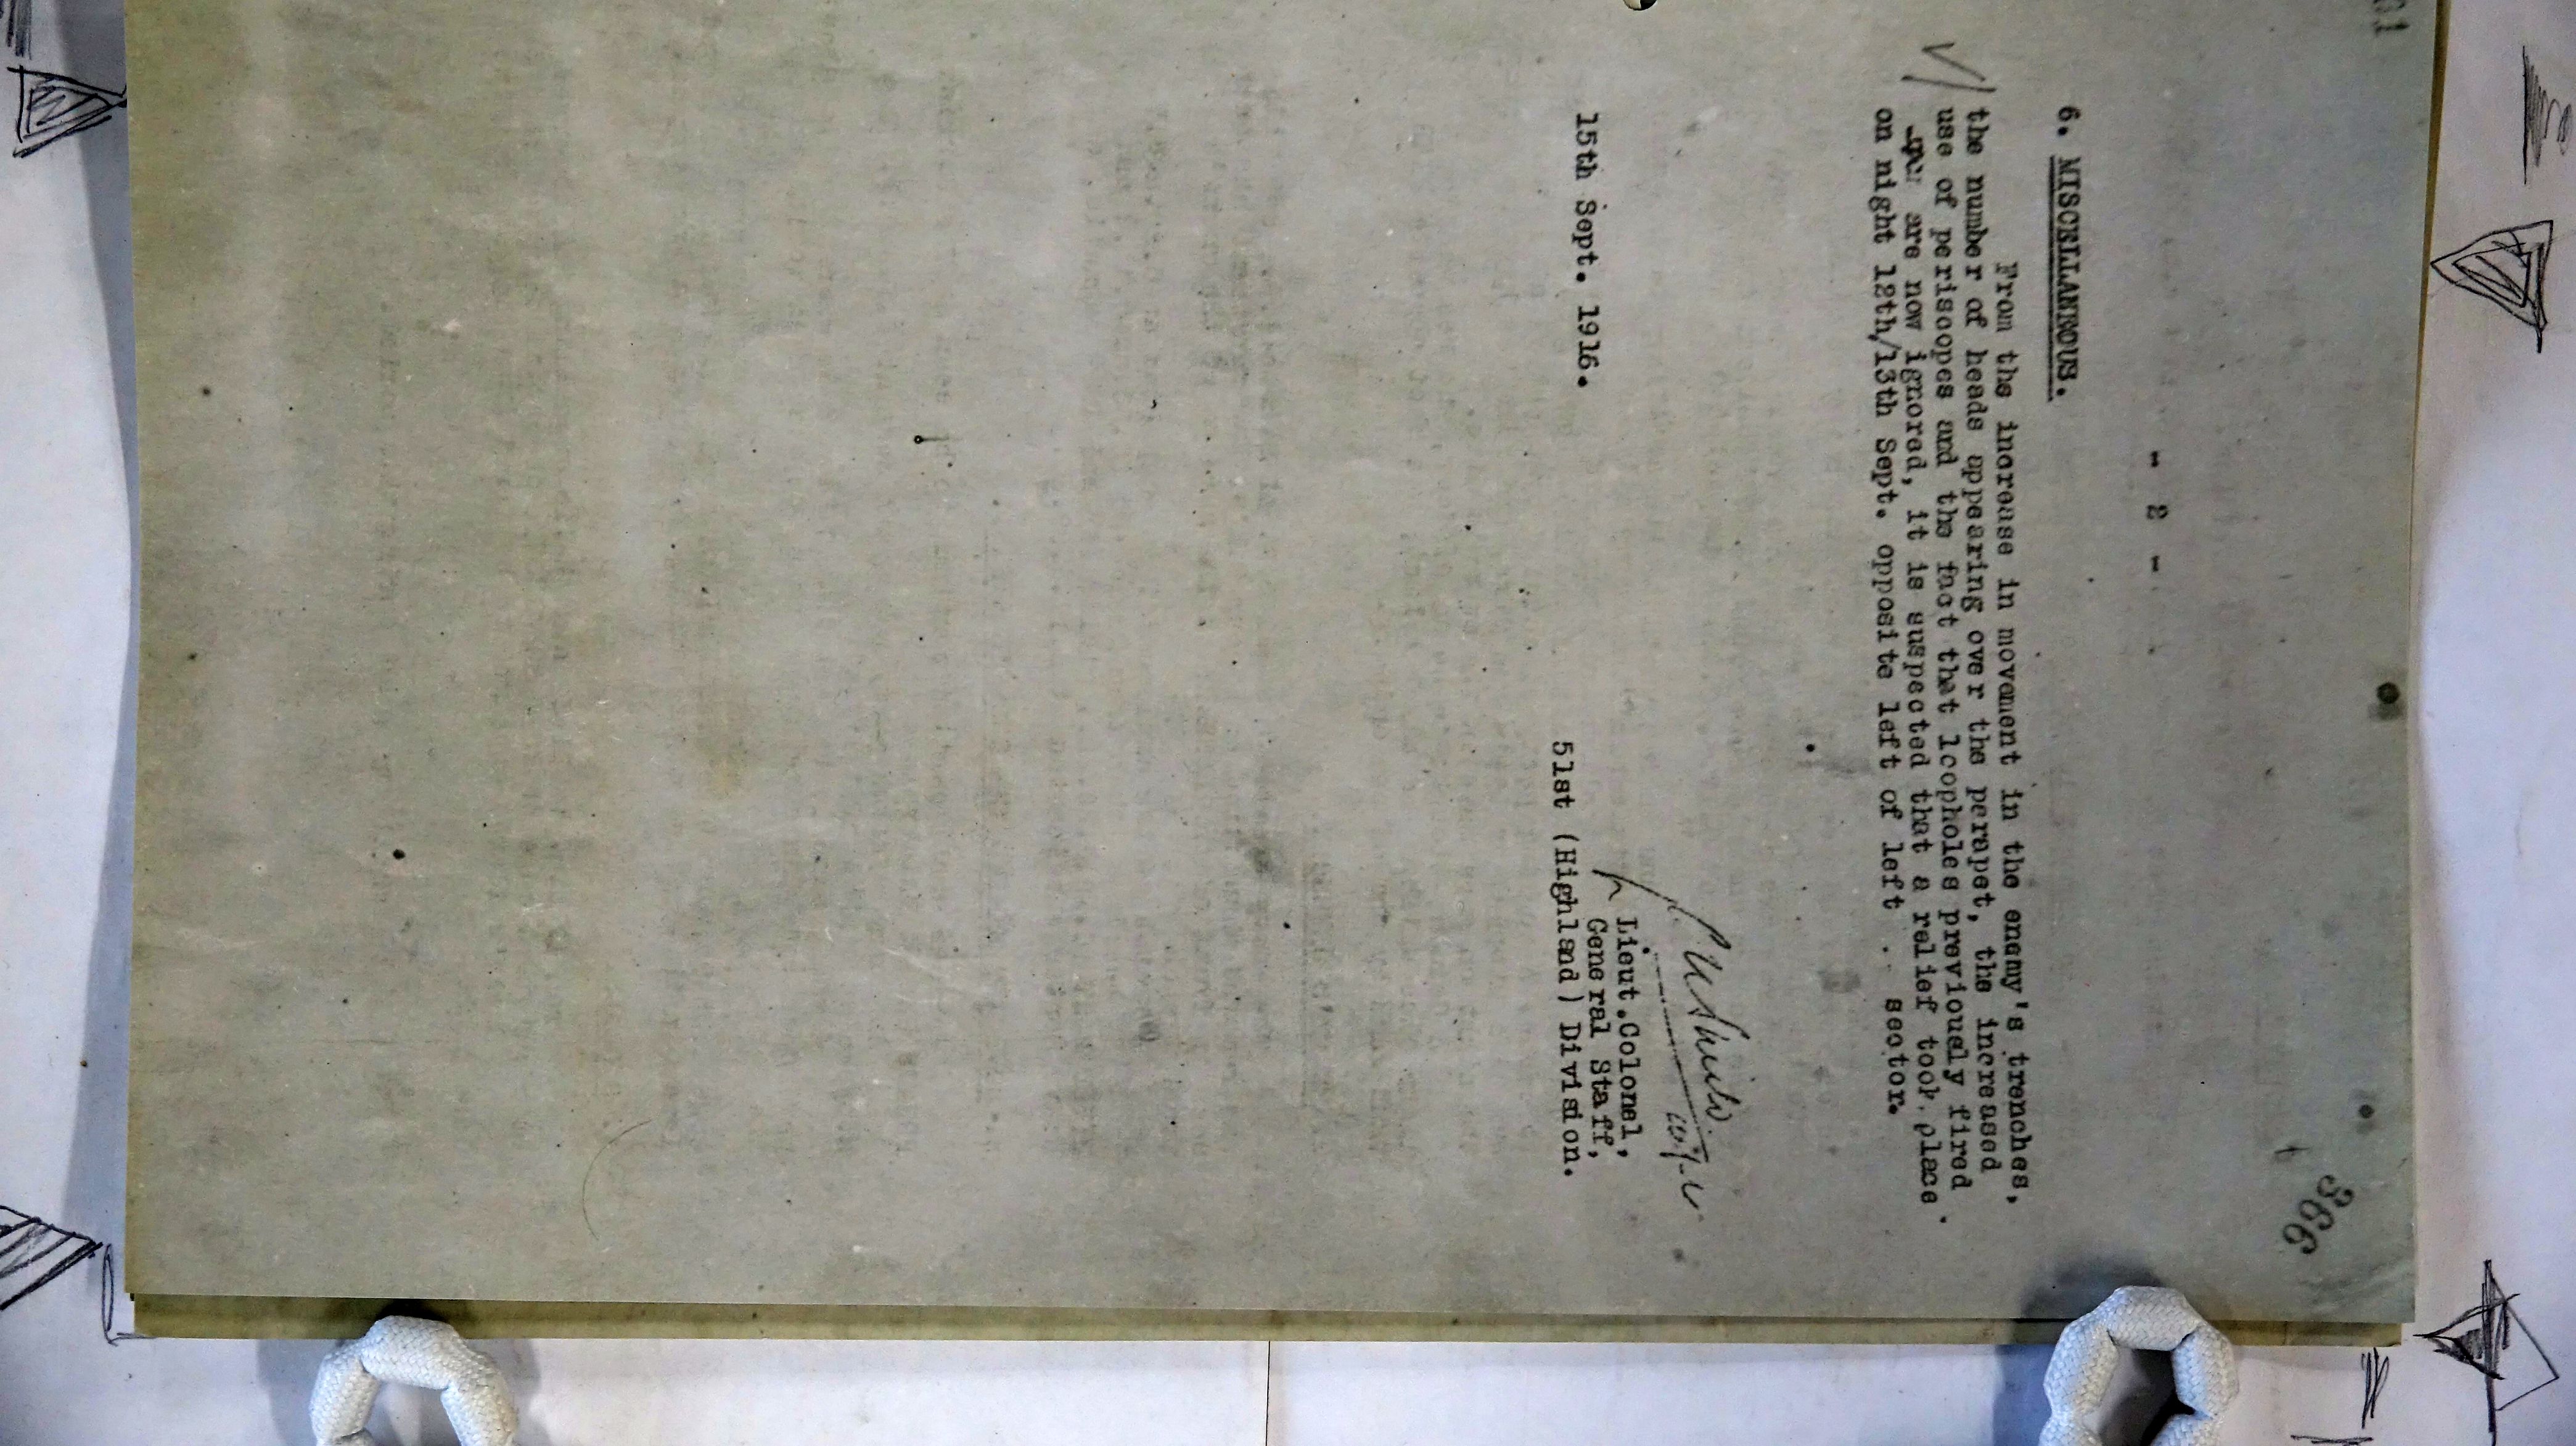 - 2 -
366
6. MISCELLANEOUS.
From the increase in movement in the enemy's trenches,
the number of heads appearing over the parapet, the increased
use of periscopes and the fact that loopholes previously fired
are now ignored, it is suspected that a relief took place
on night 12th/13th Sept. opposite left of left sector.
Lieut.Colonel,
General Staff,
15th Sept. 1916.
51st (Highland) Division.